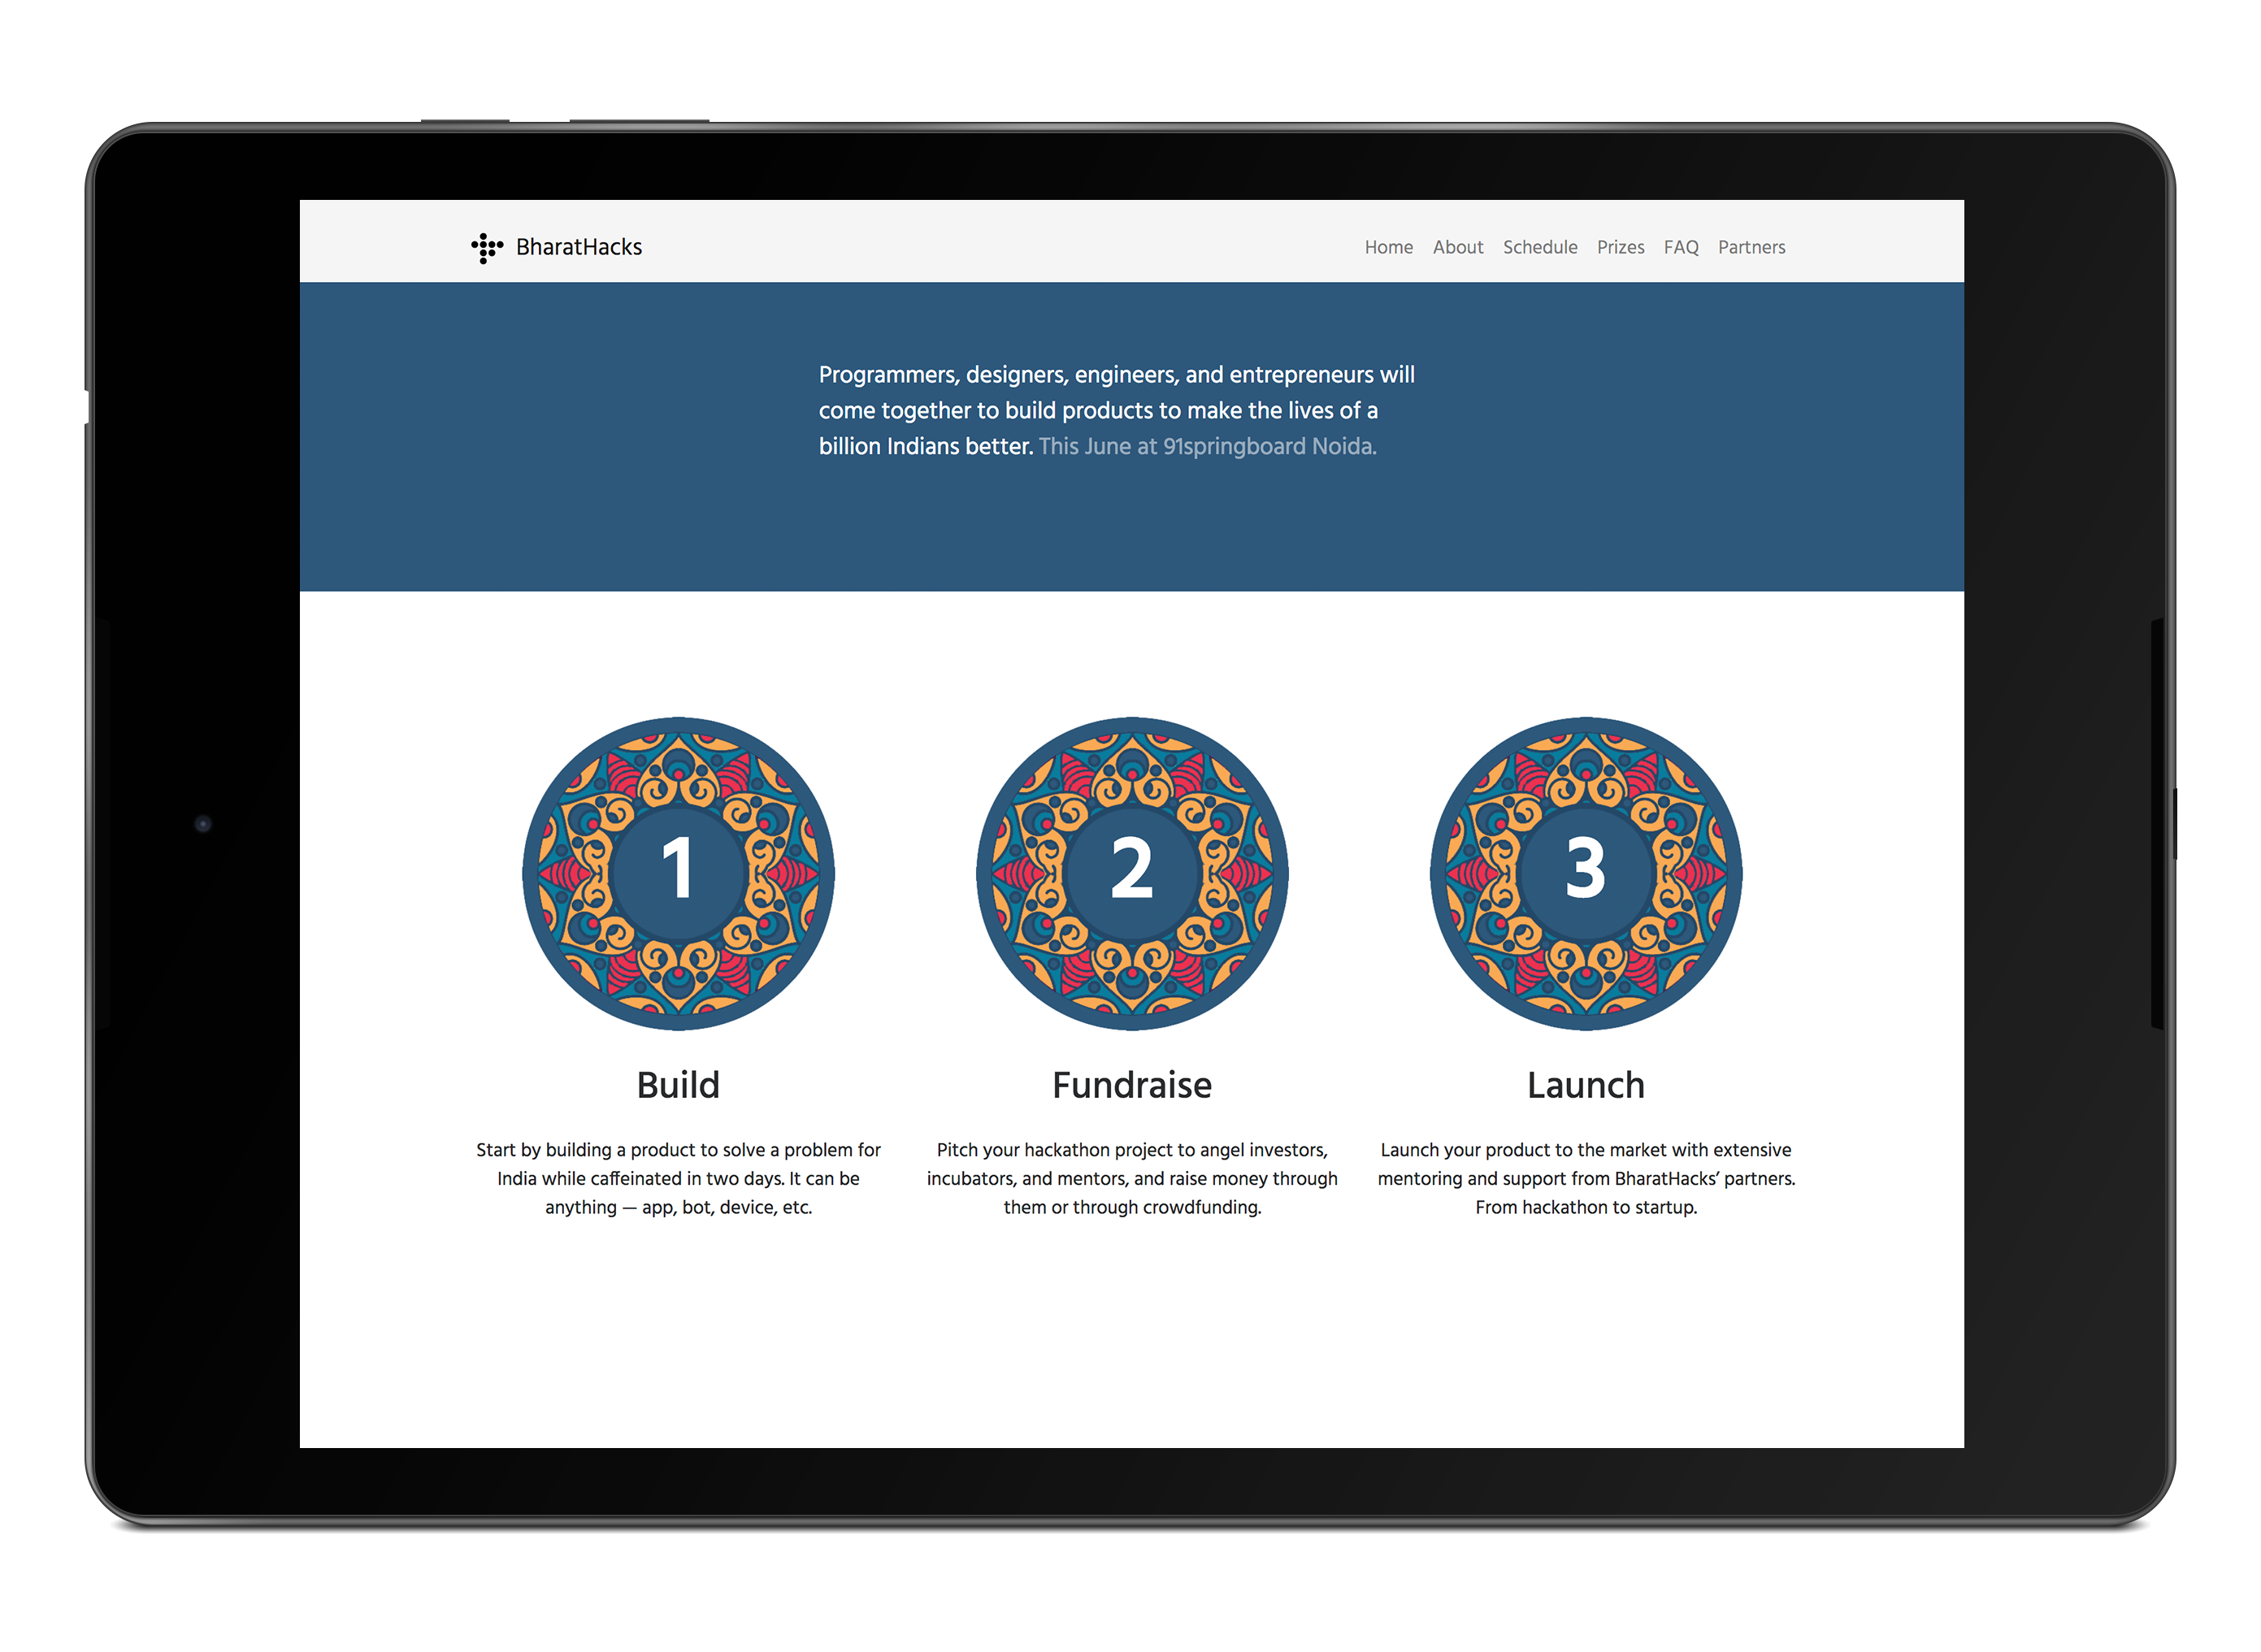 BharatHacks
Home About Schedule Prizes FAQ Partners
Programmers, designers, engineers, and entrepreneurs will
come together to build products to make the lives of a
billion Indians better. This June at 91springboard Noida.
1
2
3
Build
Start by building a product to solve a problem for
India while caffeinated in two days. It can be
anything — app, bot, device, etc.
Fundraise
Pitch your hackathon project to angel investors,
incubators, and mentors, and raise money through
them or through crowdfunding.
Launch
Launch your product to the market with extensive
mentoring and support from BharatHacks’ partners.
From hackathon to startup.